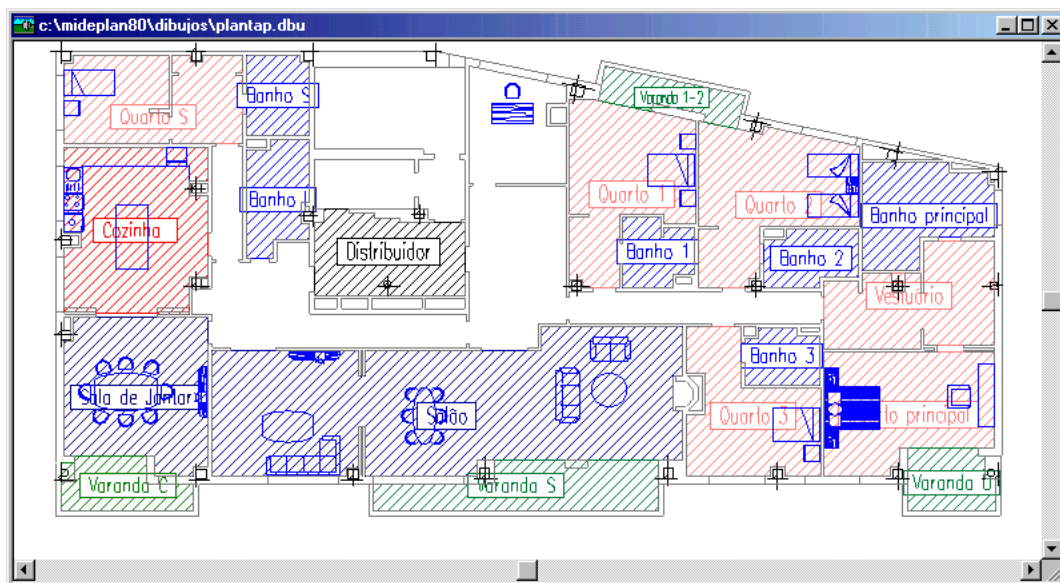 c:\mideplan80\dibujos\plantap.dbu
Banho S
Varanda 1-2
Quarto S
Quarto 1
Quarto 2
Banho I
Banho principal
Cozinha
Distribuidor
Banho 1
Banho 2
Vestuário
Banho 3
Sala de Jantar
Salão
Quarto 3
to principal
Varanda C
Varanda S